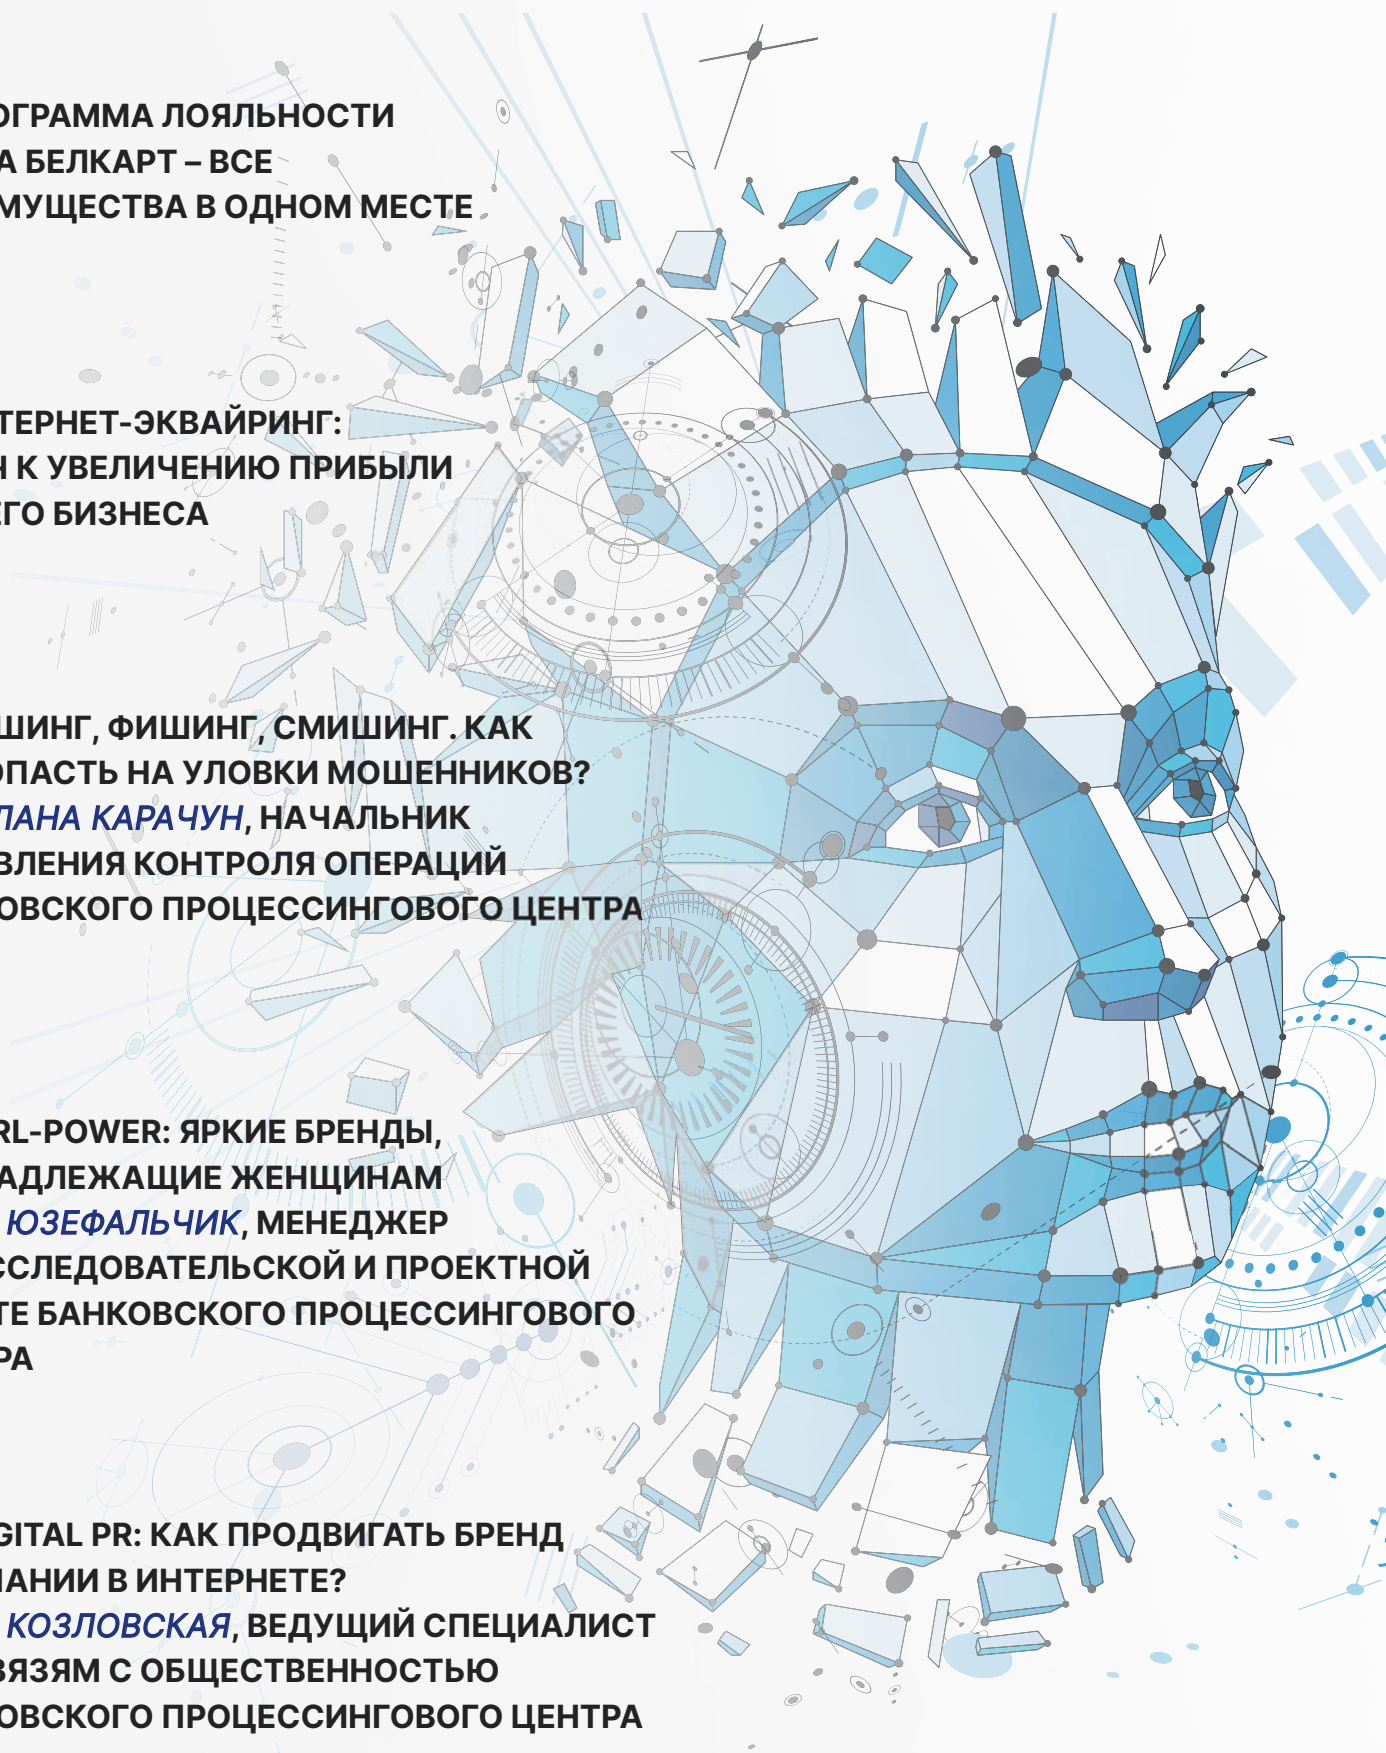 ОГРАММА ЛОЯЛЬНОСТИ
А БЕЛКАРТ – ВСЕ
МУЩЕСТВА В ОДНОМ МЕСТЕ
ТЕРНЕТ-ЭКВАЙРИНГ:
Ч К УВЕЛИЧЕНИЮ ПРИБЫЛИ
ЕГО БИЗНЕСА
ШИНГ, ФИШИНГ, СМИШИНГ. КАК
ОПАСТЬ НА УЛОВКИ МОШЕННИКОВ?
ЛАНА КАРАЧУН, НАЧАЛЬНИК
ВЛЕНИЯ КОНТРОЛЯ ОПЕРАЦИЙ
ОВСКОГО ПРОЦЕССИНГОВОГО ЦЕНТРА
RL-POWER: ЯРКИЕ БРЕНДЫ,
АДЛЕЖАЩИЕ ЖЕНЩИНАМ
ЮЗЕФАЛЬЧИК, МЕНЕДЖЕР
ССЛЕДОВАТЕЛЬСКОЙ И ПРОЕКТНОЙ
ТЕ БАНКОВСКОГО ПРОЦЕССИНГОВОГО
РА
GITAL PR: КАК ПРОДВИГАТЬ БРЕНД
ПАНИИ В ИНТЕРНЕТЕ?
КОЗЛОВСКАЯ, ВЕДУЩИЙ СПЕЦИАЛИСТ
ВЯЗЯМ С ОБЩЕСТВЕННОСТЬЮ
ОВСКОГО ПРОЦЕССИНГОВОГО ЦЕНТРА